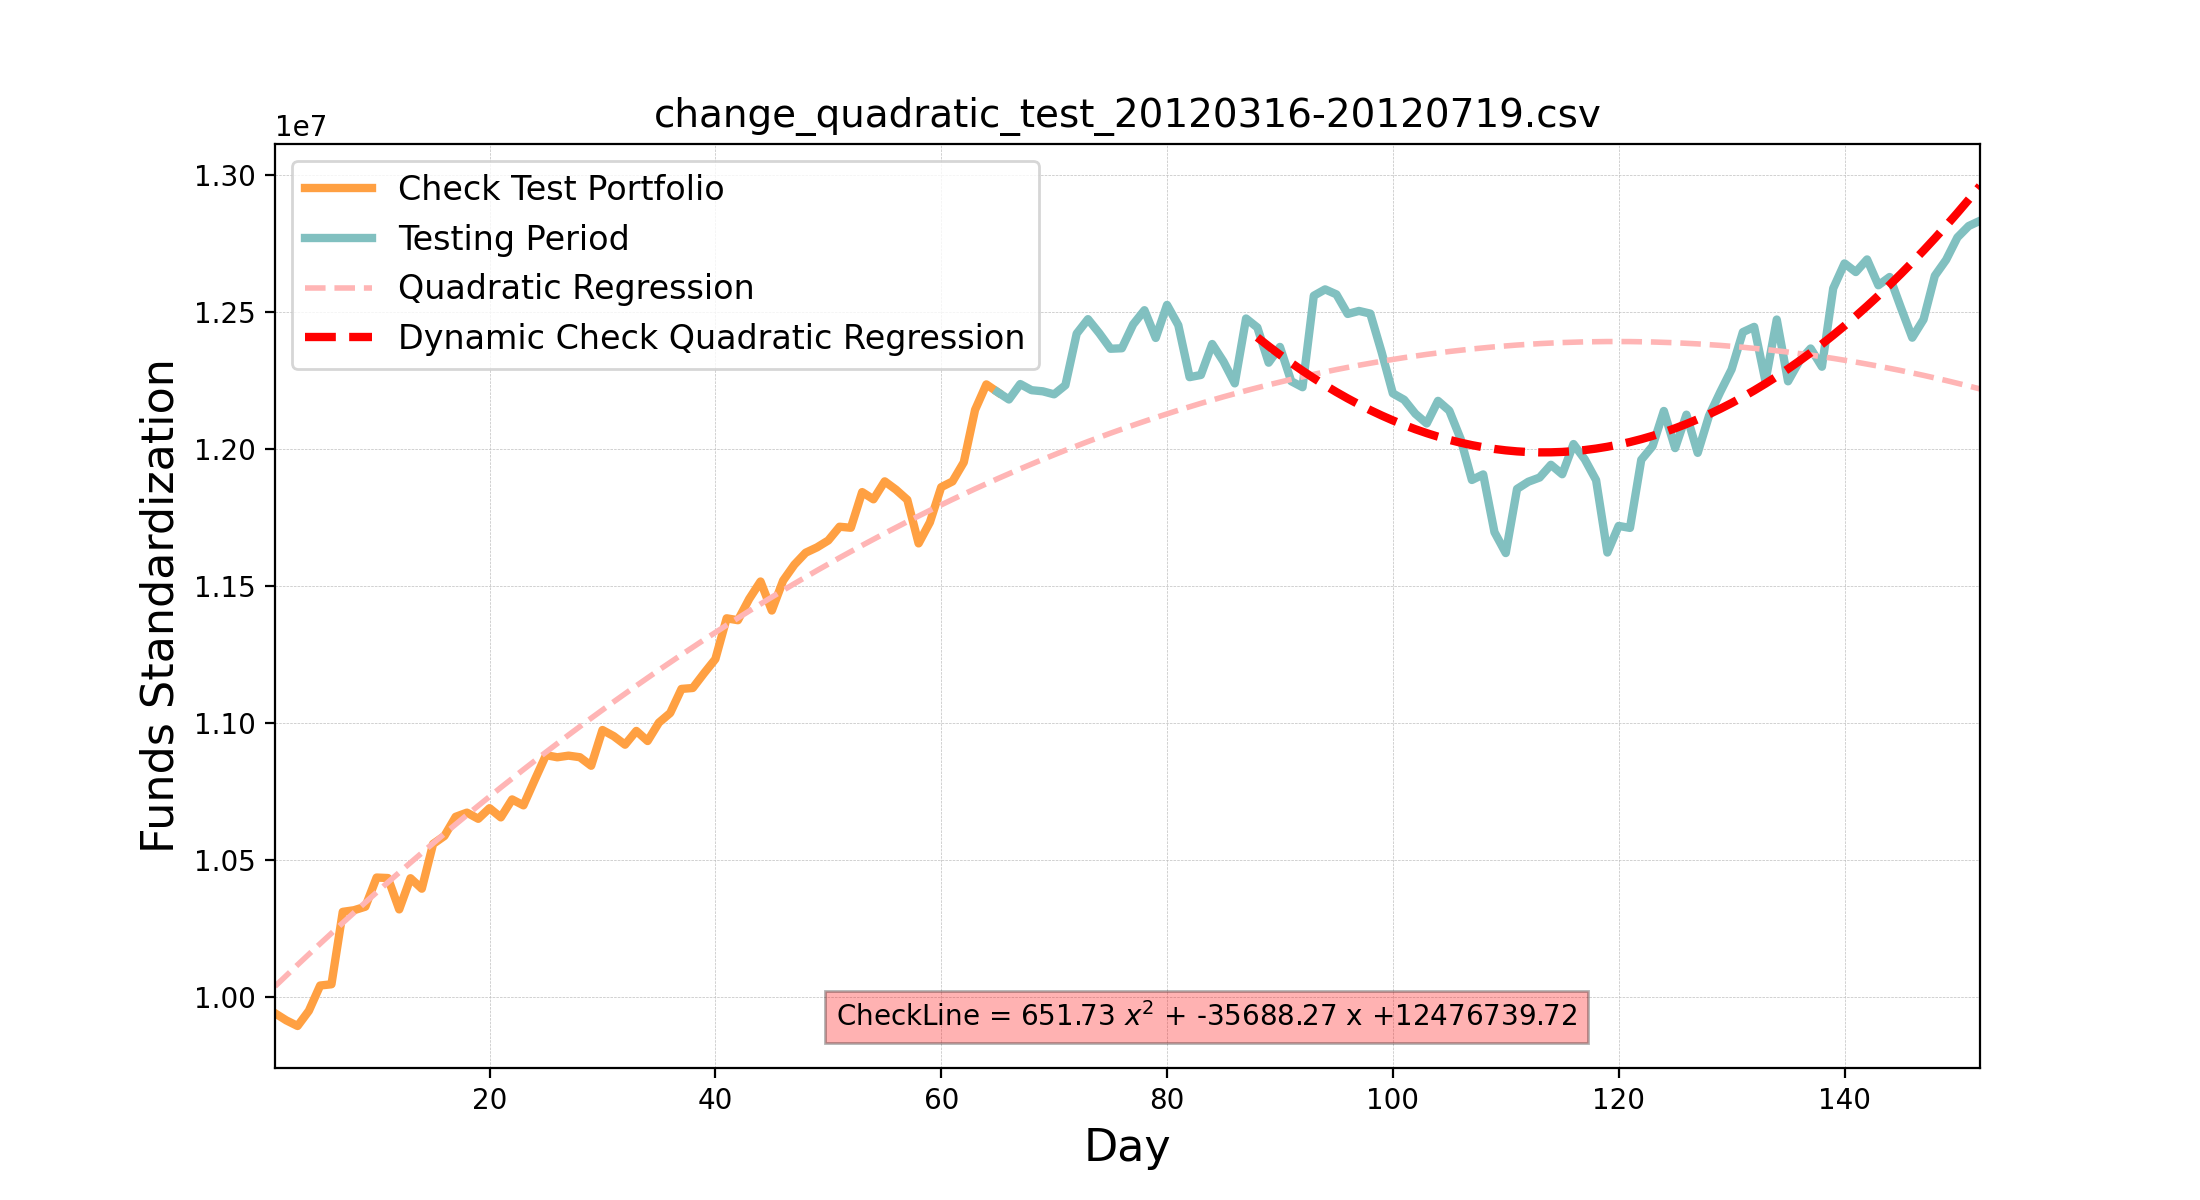 change_quadratic_test_20120316-20120719.csv
1e7
Check Test Portfolio
Testing Period
Quadratic Regression
Dynamic Check Quadratic Regression
1.30
1.25
1.20
1.15
1.10
1.05
1.00
Funds Standardization
CheckLine = 651.73 x² + -35688.27 x +12476739.72
20 40 60 80 100 120 140
Day